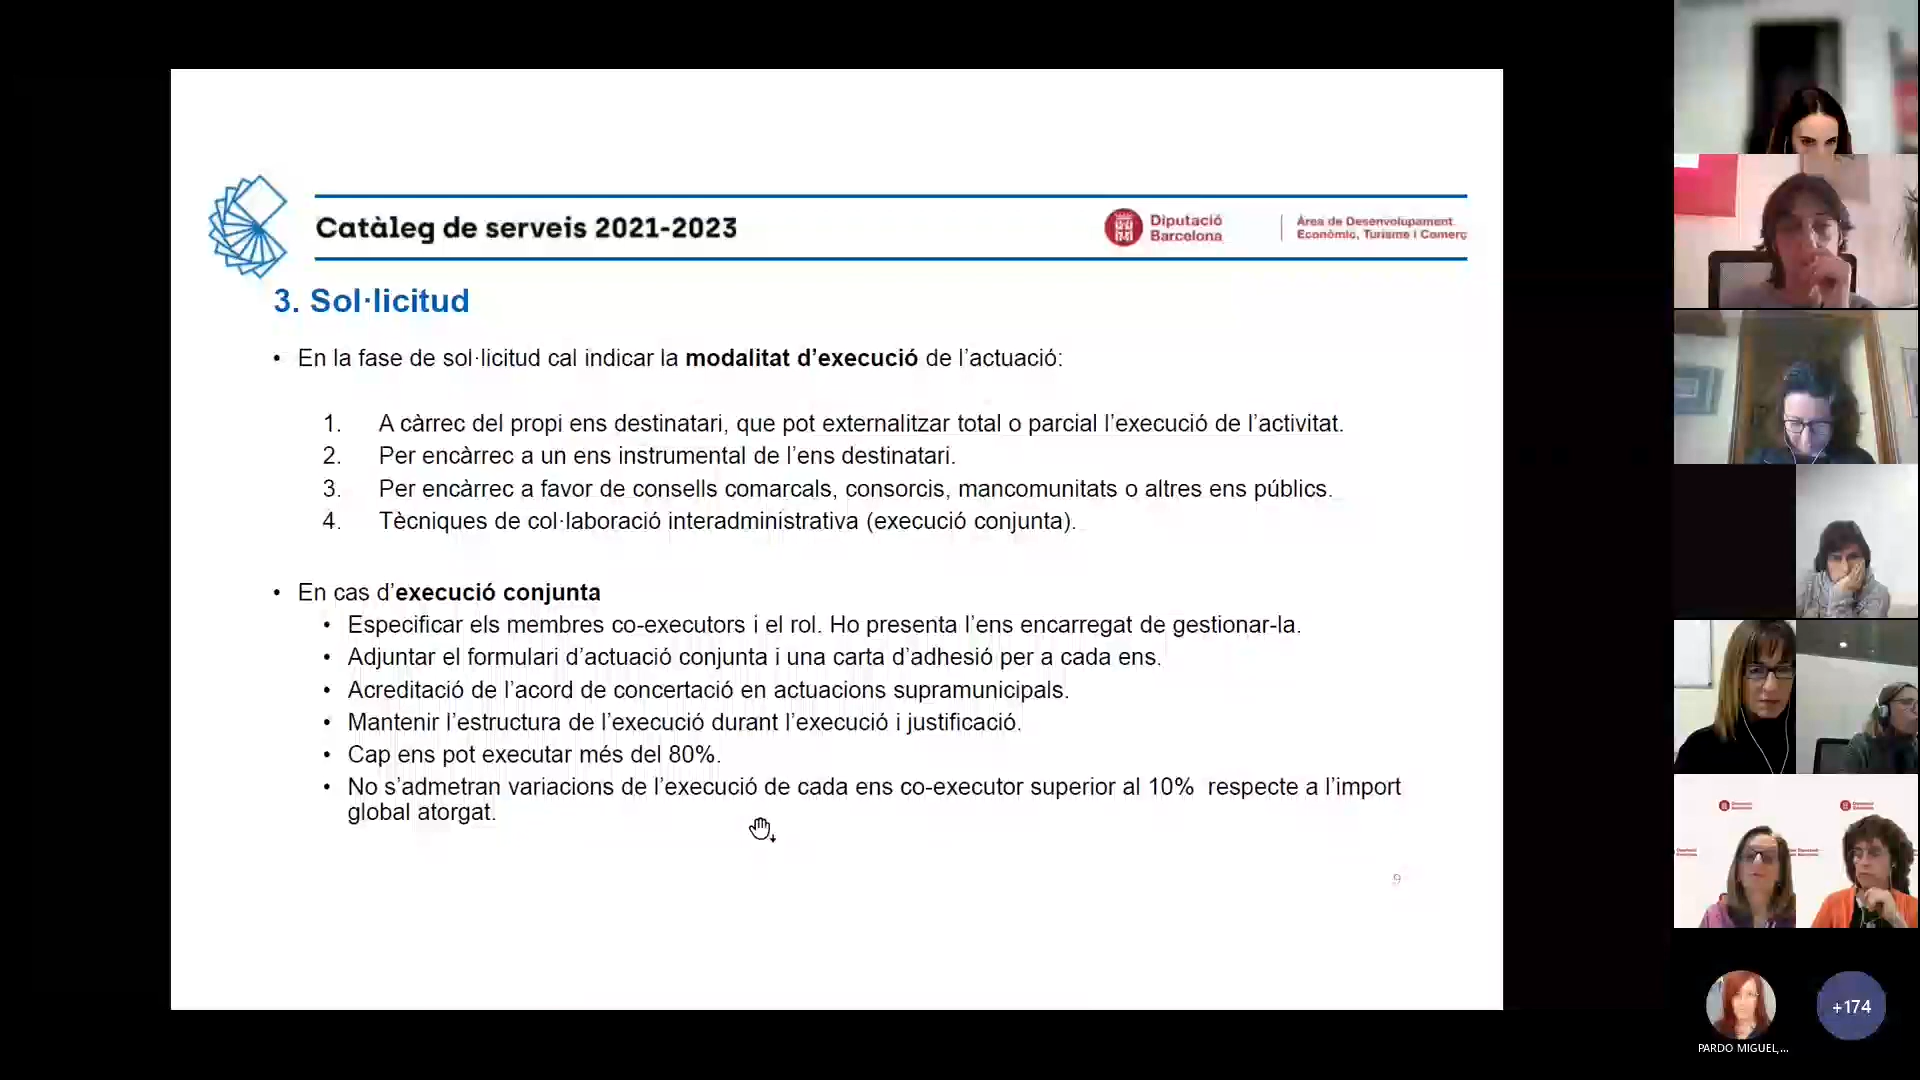 Catàleg de serveis 2021-2023
Diputació
Barcelona
Àrea de Desenvolupament
Econòmic, Turisme i Comerç
3. Sol·licitud
• En la fase de sol·licitud cal indicar la modalitat d’execució de l’actuació:
1. A càrrec del propi ens destinatari, que pot externalitzar total o parcial l’execució de l’activitat.
2. Per encàrrec a un ens instrumental de l’ens destinatari.
3. Per encàrrec a favor de consells comarcals, consorcis, mancomunitats o altres ens públics.
4. Tècniques de col·laboració interadministrativa (execució conjunta).
• En cas d’execució conjunta
• Especificar els membres co-executors i el rol. Ho presenta l’ens encarregat de gestionar-la.
• Adjuntar el formulari d’actuació conjunta i una carta d’adhesió per a cada ens.
• Acreditació de l’acord de concertació en actuacions supramunicipals.
• Mantenir l’estructura de l’execució durant l’execució i justificació.
• Cap ens pot executar més del 80%.
• No s’admetran variacions de l’execució de cada ens co-executor superior al 10% respecte a l’import
global atorgat.
9
+174
PARDO MIGUEL,...